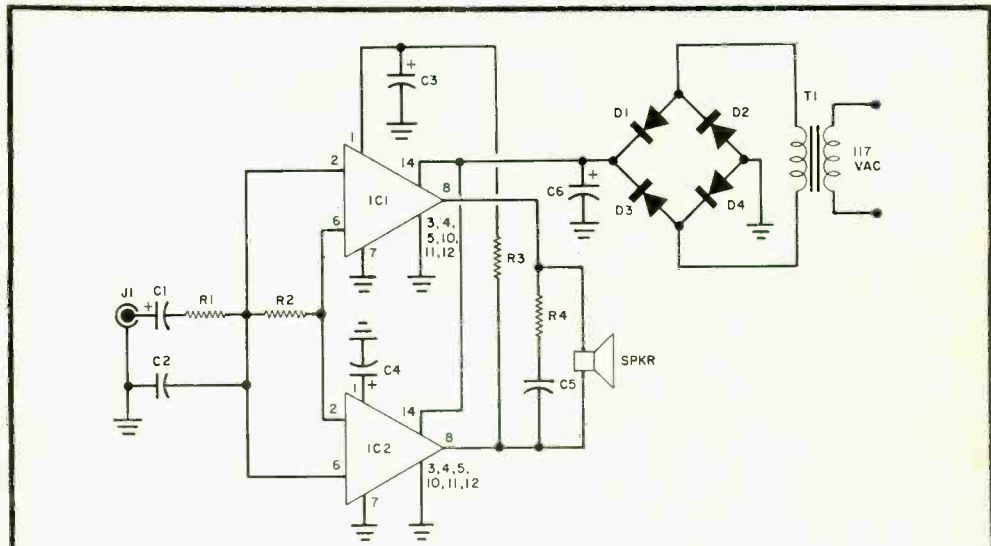 C3
+
1
T1
D1
D2
2
14
8
+
117
VAC
IC1
C6
D3
D4
6
3, 4,
5, 10,
11, 12
R3
7
J1
C1
R1
R2
R4
+
SPKR
C2
C4
C5
1
+
2
14
8
IC2
6
3, 4, 5,
10, 11, 12
7